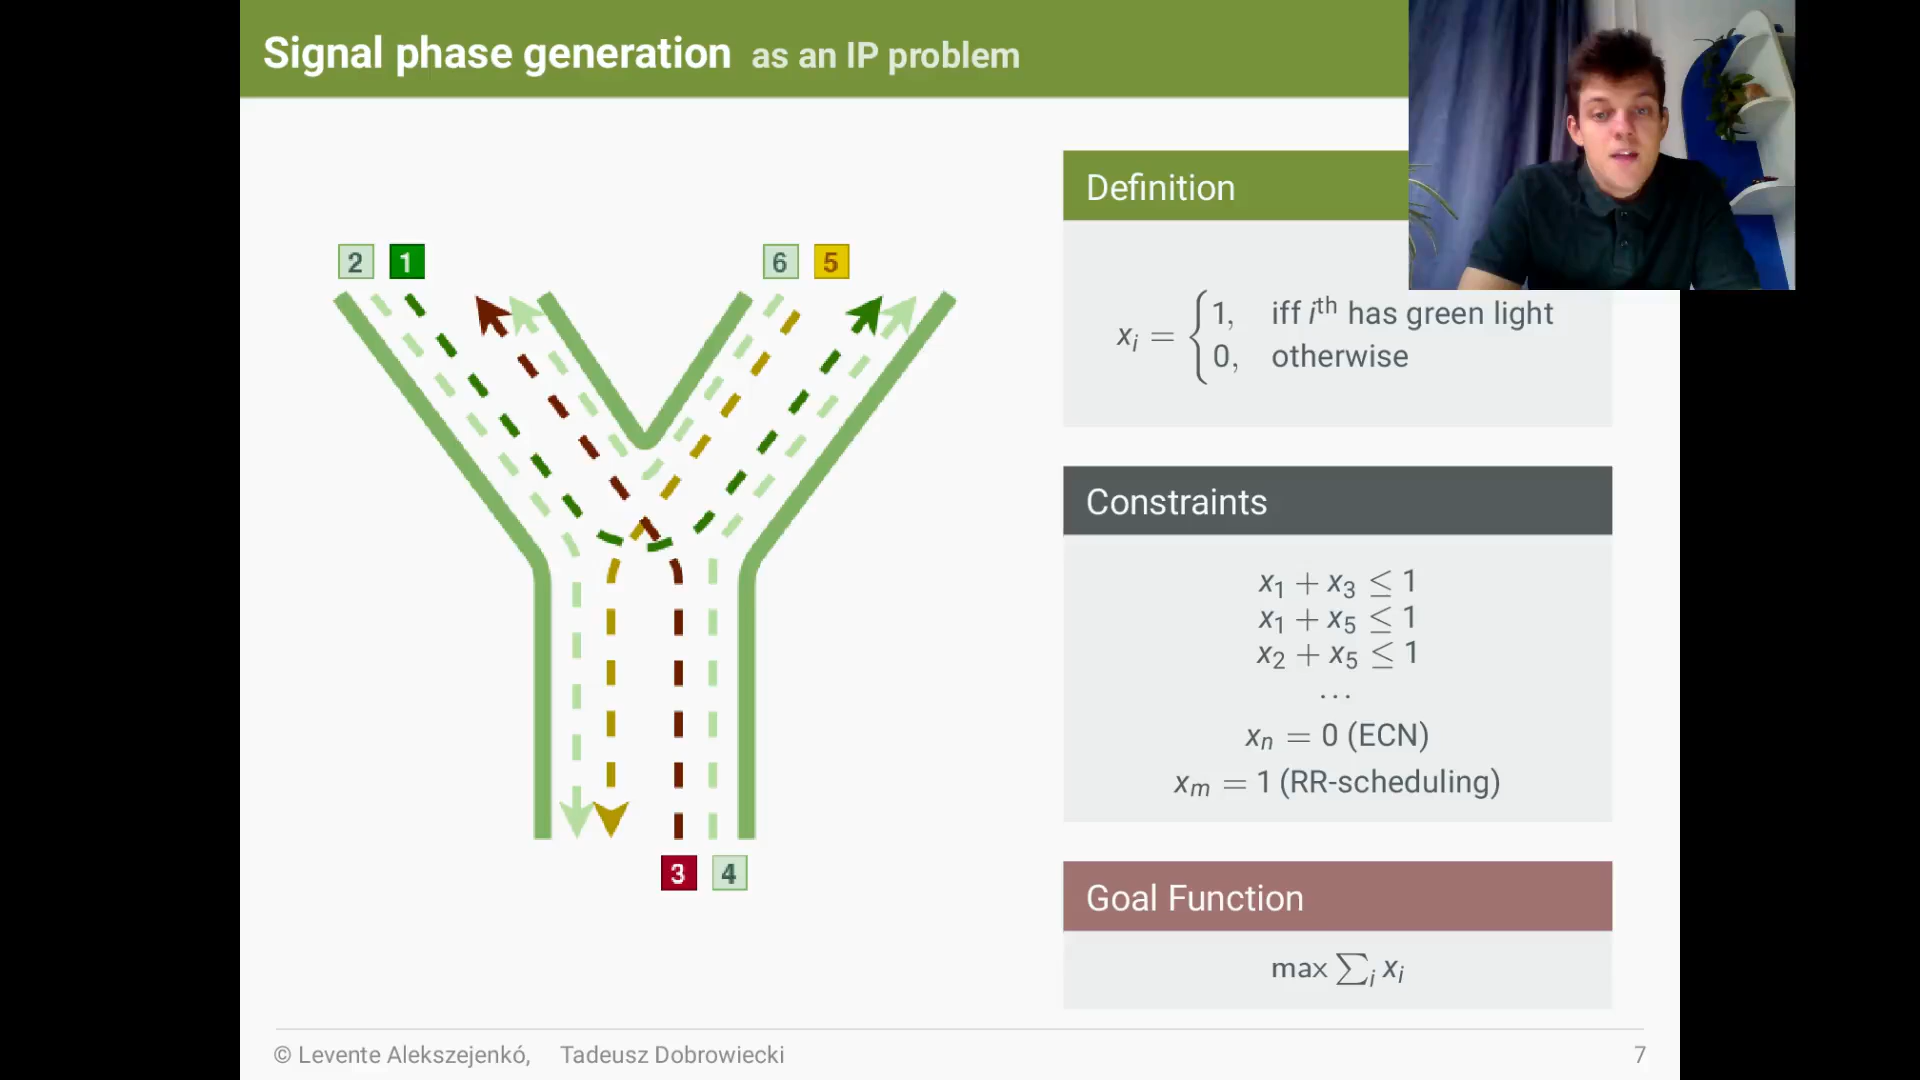 Signal phase generation as an IP problem
2 1 6 5
3 4
Definition
xᵢ = { 1, iff iᵗʰ has green light
0, otherwise
Constraints
x₁ + x₃ ≤ 1
x₁ + x₅ ≤ 1
x₂ + x₅ ≤ 1
...
xₙ = 0 (ECN)
xₘ = 1 (RR-scheduling)
Goal Function
max ∑ᵢ xᵢ
© Levente Alekszejenkó, Tadeusz Dobrowiecki
7